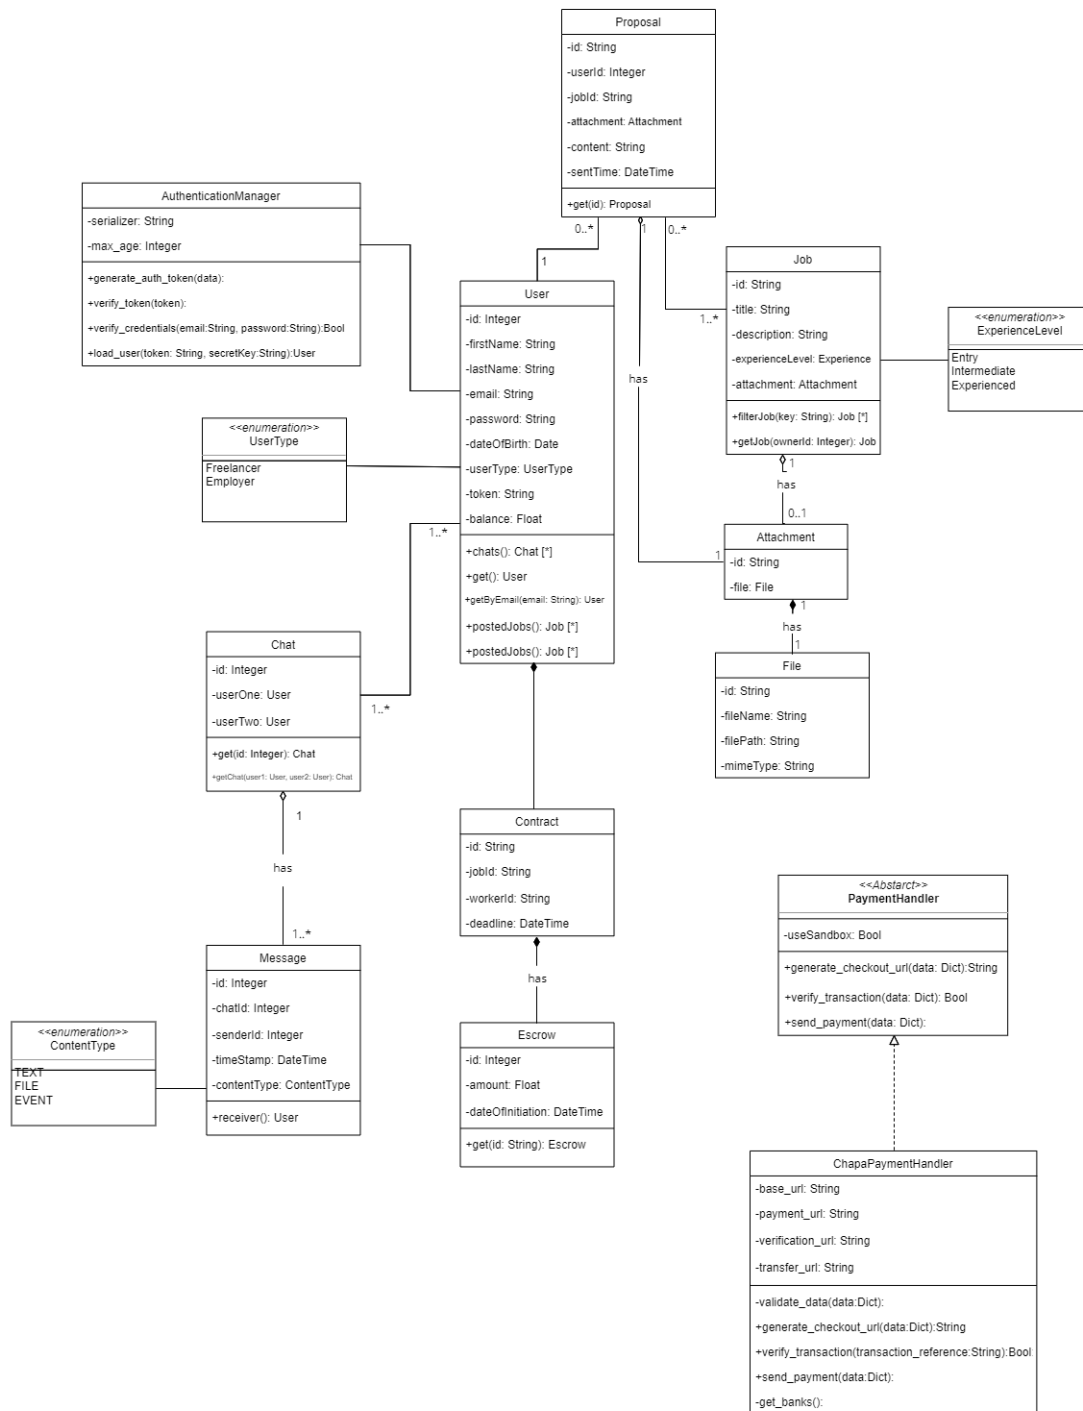 Proposal
-id: String
-userId: Integer
-jobId: String
-attachment: Attachment
-content: String
-sentTime: DateTime
+get(id): Proposal
0..*
1
0..*
1
has
1
1..*
AuthenticationManager
-serializer: String
-max_age: Integer
+generate_auth_token(data):
+verify_token(token):
+verify_credentials(email:String, password:String):Bool
+load_user(token: String, secretKey:String):User
User
-id: Integer
-firstName: String
-lastName: String
-email: String
-password: String
-dateOfBirth: Date
-userType: UserType
-token: String
-balance: Float
+chats(): Chat [*]
+get(): User
+getByEmail(email: String): User
+postedJobs(): Job [*]
+postedJobs(): Job [*]
Job
-id: String
-title: String
-description: String
-experienceLevel: Experience
-attachment: Attachment
+filterJob(key: String): Job [*]
+getJob(ownerId: Integer): Job
<<enumeration>>
ExperienceLevel
Entry
Intermediate
Experienced
<<enumeration>>
UserType
Freelancer
Employer
1..*
1..*
1
has
0..1
Attachment
-id: String
-file: File
1
has
1
File
-id: String
-fileName: String
-filePath: String
-mimeType: String
Chat
-id: Integer
-userOne: User
-userTwo: User
+get(id: Integer): Chat
+getChat(user1: User, user2: User): Chat
1
has
1..*
Contract
-id: String
-jobId: String
-workerId: String
-deadline: DateTime
has
Escrow
-id: Integer
-amount: Float
-dateOfInitiation: DateTime
+get(id: String): Escrow
Message
-id: Integer
-chatId: Integer
-senderId: Integer
-timeStamp: DateTime
-contentType: ContentType
+receiver(): User
<<enumeration>>
ContentType
TEXT
FILE
EVENT
<<Abstarct>>
PaymentHandler
-useSandbox: Bool
+generate_checkout_url(data: Dict):String
+verify_transaction(data: Dict): Bool
+send_payment(data: Dict):
ChapaPaymentHandler
-base_url: String
-payment_url: String
-verification_url: String
-transfer_url: String
-validate_data(data:Dict):
+generate_checkout_url(data:Dict):String
+verify_transaction(transaction_reference:String):Bool
+send_payment(data:Dict):
-get_banks():